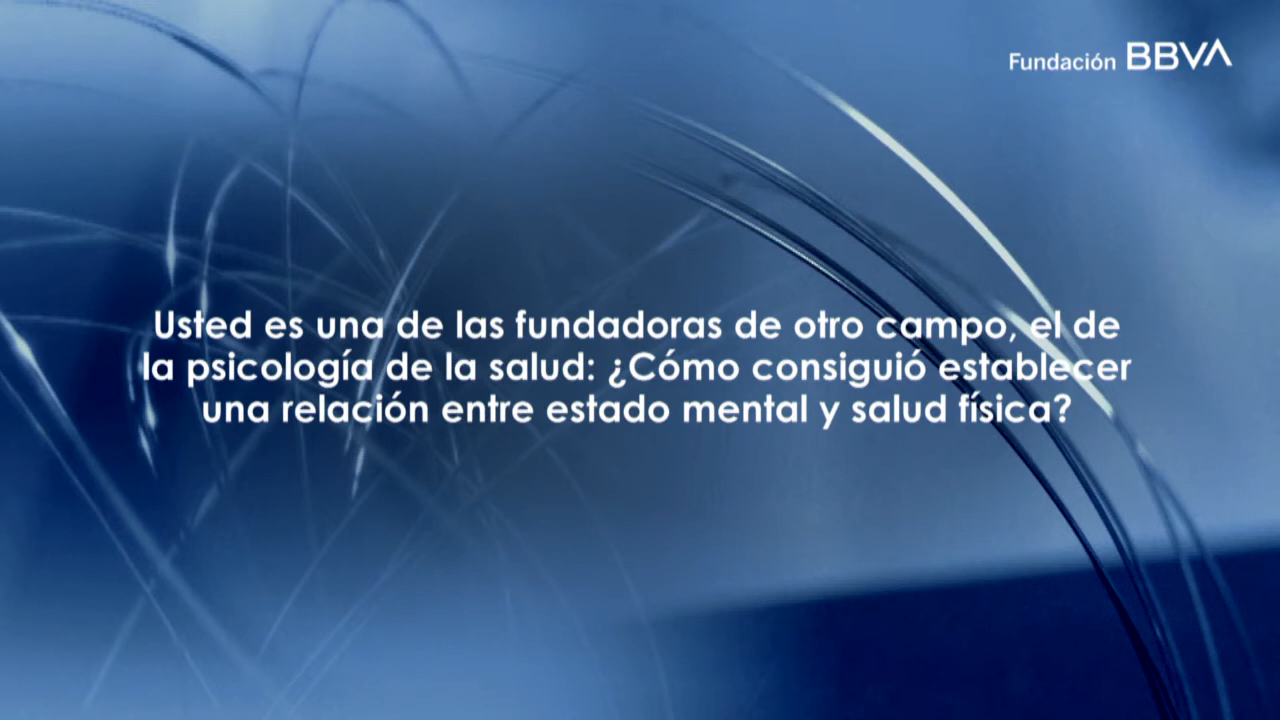 Fundación BBVA
Usted es una de las fundadoras de otro campo, el de
la psicología de la salud: ¿Cómo consiguió establecer
una relación entre estado mental y salud física?